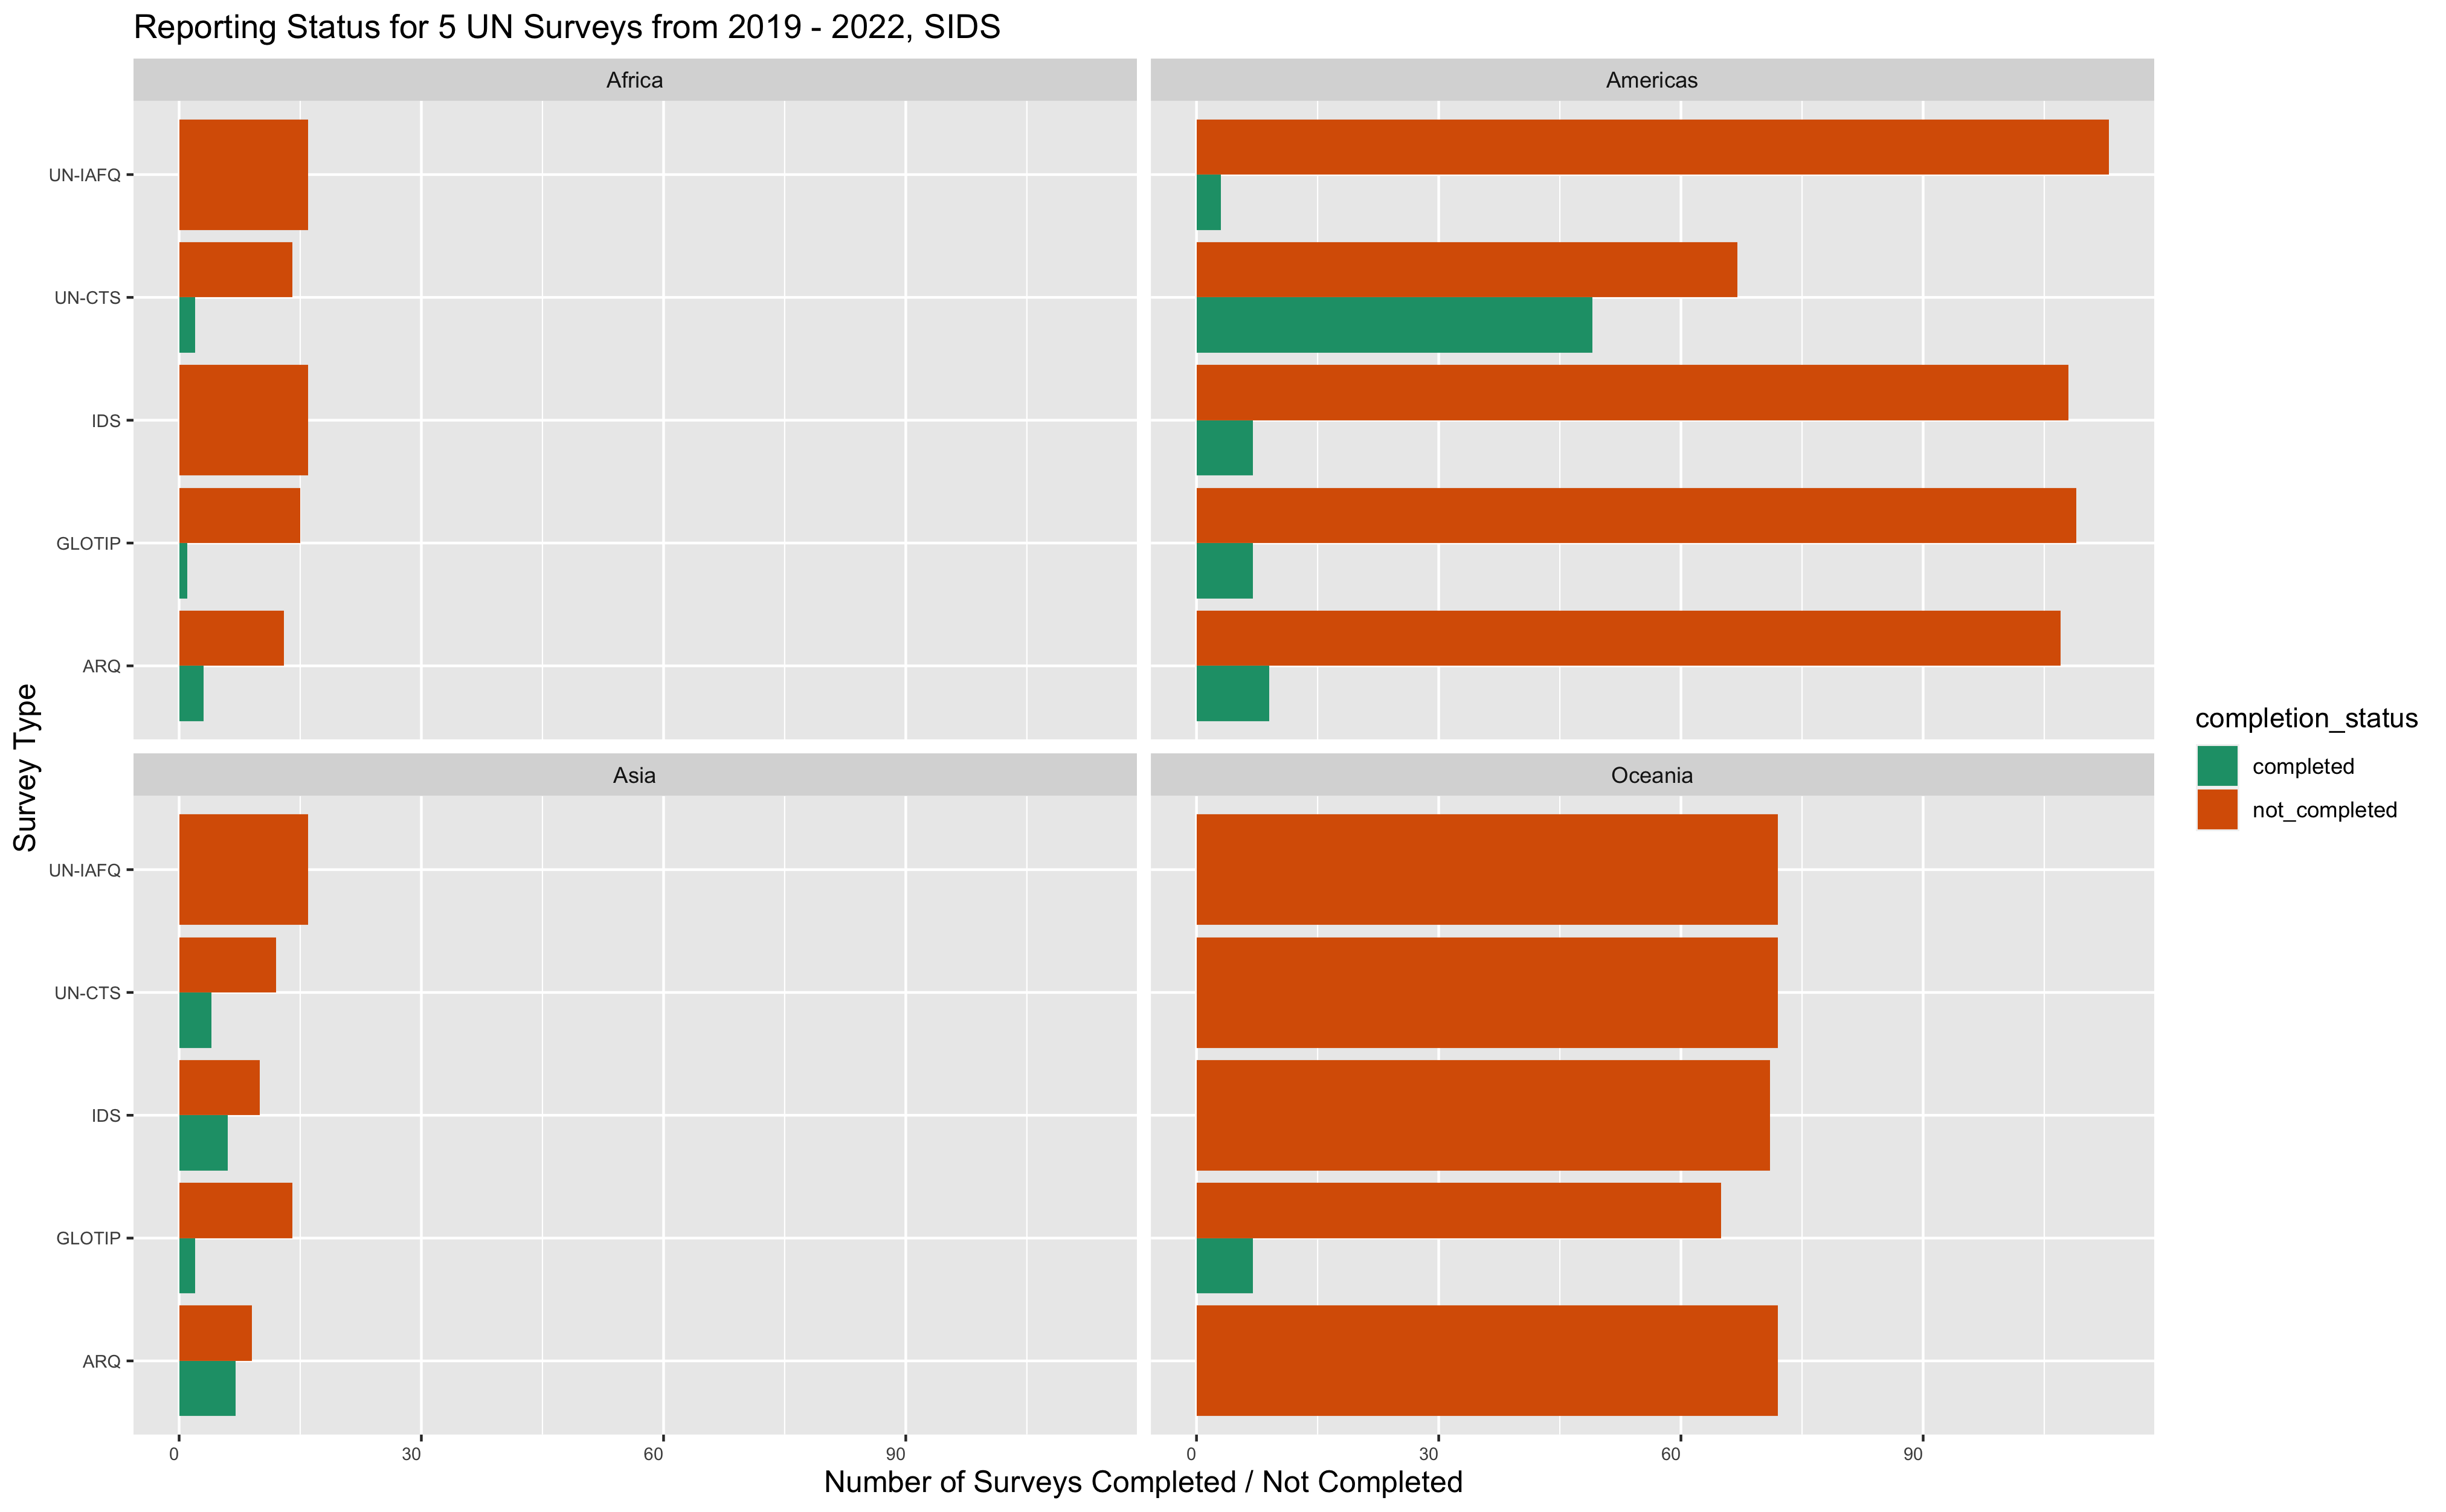 Reporting Status for 5 UN Surveys from 2019 - 2022, SIDS
Africa
Americas
UN-IAFQ
UN-CTS
IDS
GLOTIP
ARQ
Survey Type
Asia
Oceania
UN-IAFQ
UN-CTS
IDS
GLOTIP
ARQ
0 30 60 90
0 30 60 90
Number of Surveys Completed / Not Completed
completion_status
completed
not_completed